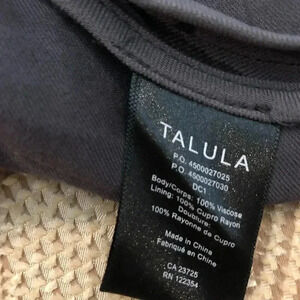 TALULA
P.O. 4500027025
P.O. 4500027030
DC1
Body/Corps: 100% Viscose
Lining: 100% Cupro Rayon
Doublure:
100% Rayonne de Cupro
Made in China
Fabriqué en China
CA 23725
RN 122354